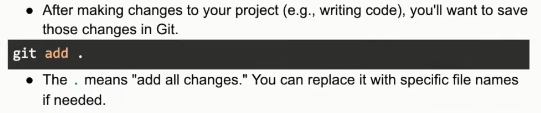 ● After making changes to your project (e.g., writing code), you'll want to save
those changes in Git.
git add .
● The . means "add all changes." You can replace it with specific file names
if needed.